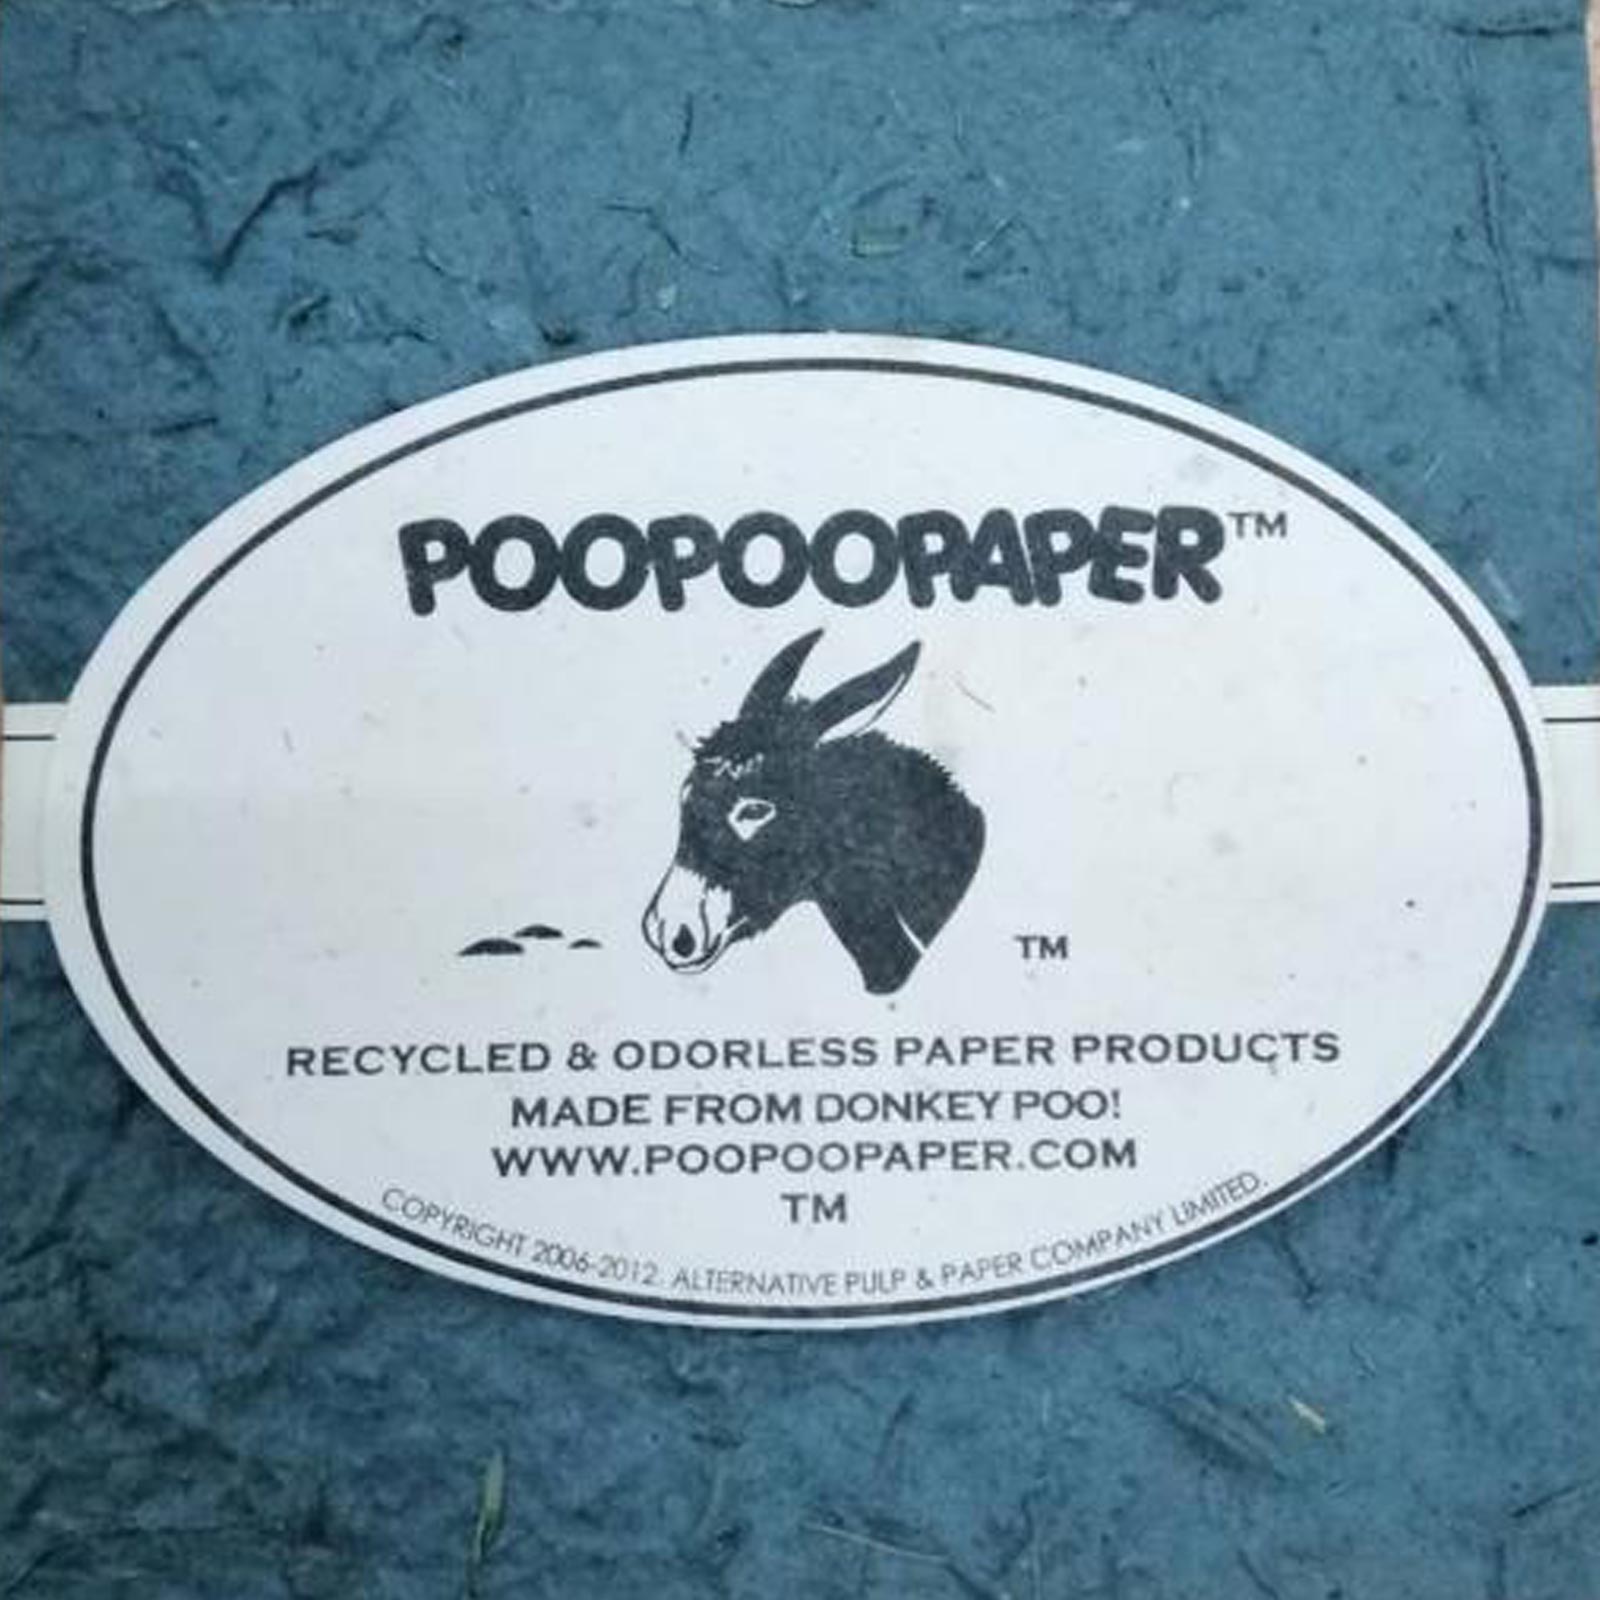 POOPOOPAPER™
TM
RECYCLED & ODORLESS PAPER PRODUCTS
MADE FROM DONKEY POO!
WWW.POOPOOPAPER.COM
TM
COPYRIGHT 2006-2012. ALTERNATIVE PULP & PAPER COMPANY LIMITED.